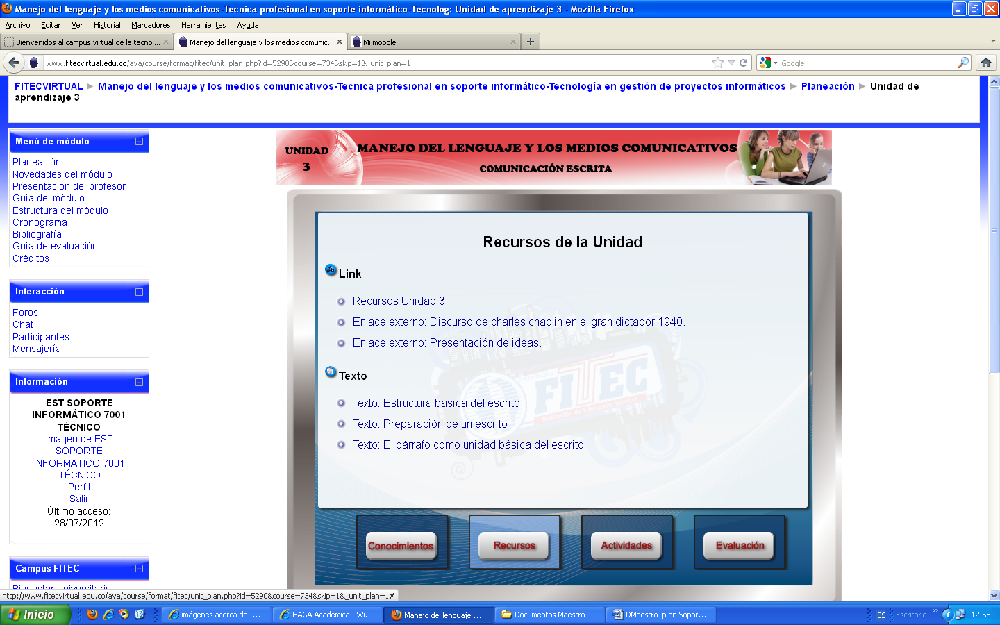 Manejo del lenguaje y los medios comunicativos-Tecnica profesional en soporte informático-Tecnolog: Unidad de aprendizaje 3 - Mozilla Firefox
Archivo Editar Ver Historial Marcadores Herramientas Ayuda
Bienvenidos al campus virtual de la tecnol... Manejo del lenguaje y los medios comunic... Mi moodle
www.fitecvirtual.edu.co/ava/course/format/fitec/unit_plan.php?id=5290&course=734&skip=1&_unit_plan=1 Google
FITECVIRTUAL ► Manejo del lenguaje y los medios comunicativos-Tecnica profesional en soporte informático-Tecnología en gestión de proyectos informáticos ► Planeación ► Unidad de
aprendizaje 3
Menú de módulo
Planeación
Novedades del módulo
Presentación del profesor
Guía del módulo
Estructura del módulo
Cronograma
Bibliografía
Guía de evaluación
Créditos
Interacción
Foros
Chat
Participantes
Mensajería
Información
EST SOPORTE
INFORMÁTICO 7001
TÉCNICO
Imagen de EST
SOPORTE
INFORMÁTICO 7001
TÉCNICO
Perfil
Salir
Último acceso:
28/07/2012
Campus FITEC
Bienestar Universitario
UNIDAD
3
MANEJO DEL LENGUAJE Y LOS MEDIOS COMUNICATIVOS
COMUNICACIÓN ESCRITA
Recursos de la Unidad
Link
Recursos Unidad 3
Enlace externo: Discurso de charles chaplin en el gran dictador 1940.
Enlace externo: Presentación de ideas.
Texto
Texto: Estructura básica del escrito.
Texto: Preparación de un escrito
Texto: El párrafo como unidad básica del escrito
FITEC
Conocimientos Recursos Actividades Evaluación
http://www.fitecvirtual.edu.co/ava/course/format/fitec/unit_plan.php?id=5290&course=734&skip=1&_unit_plan=1#
Inicio imágenes acerca de: ... HAGA Academica - Wi... Manejo del lenguaje ... Documentos Maestro DMaestroTp en Sopor... ES Escritorio 12:58